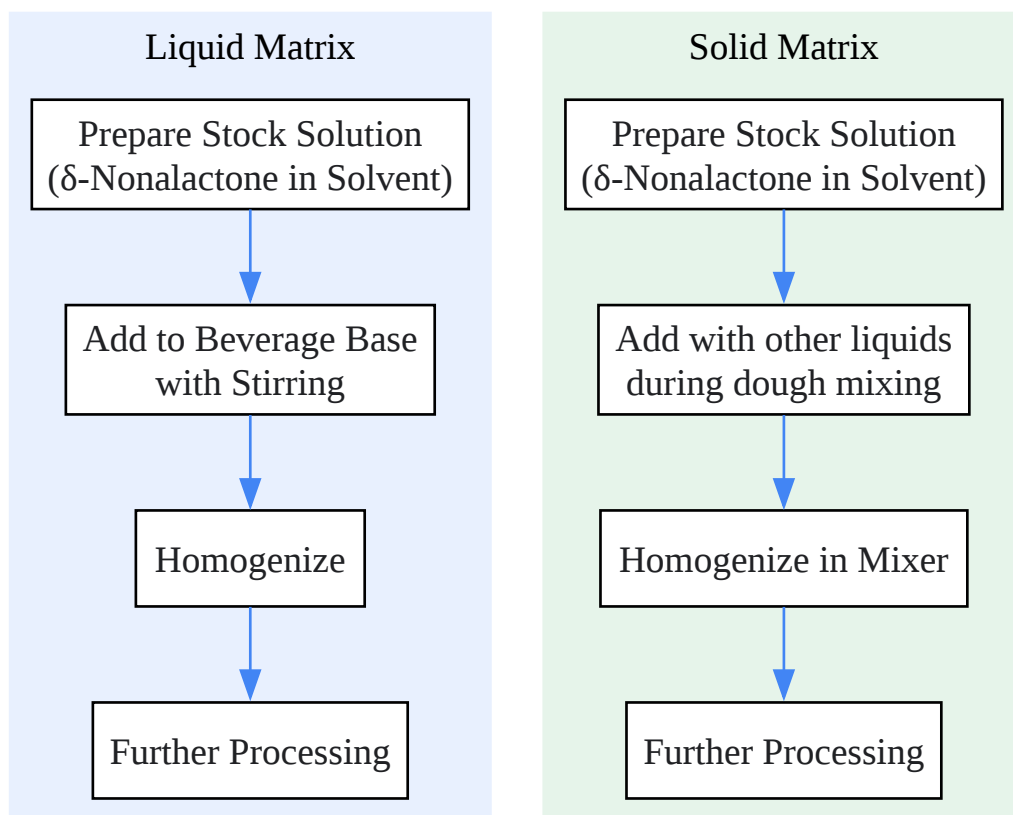 Liquid Matrix
Prepare Stock Solution
(δ-Nonalactone in Solvent)
Add to Beverage Base
with Stirring
Homogenize
Further Processing
Solid Matrix
Prepare Stock Solution
(δ-Nonalactone in Solvent)
Add with other liquids
during dough mixing
Homogenize in Mixer
Further Processing